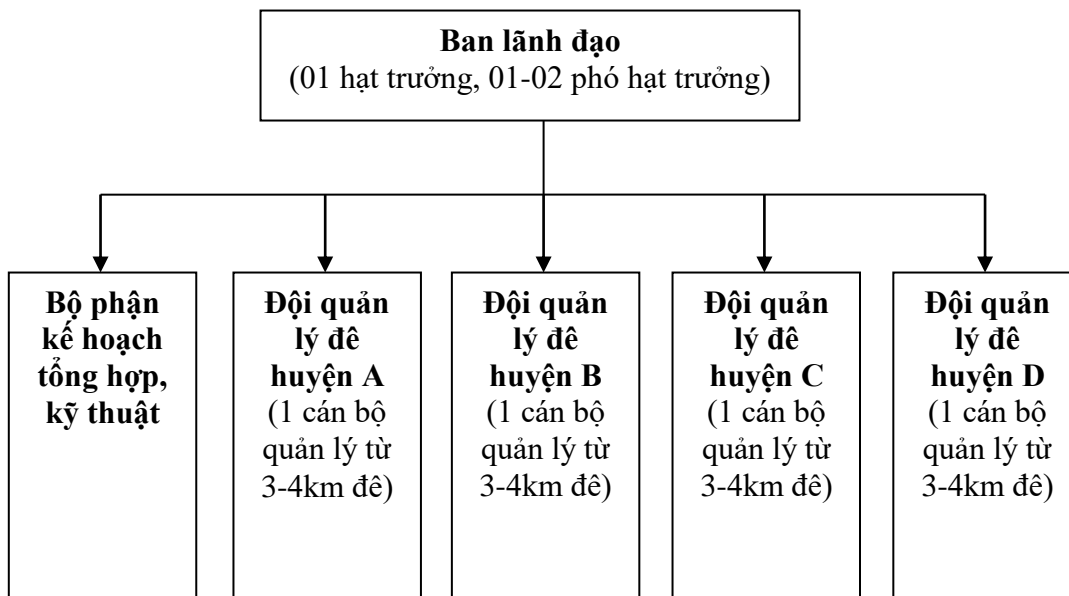 Ban lãnh đạo
(01 hạt trưởng, 01-02 phó hạt trưởng)
Bộ phận
kế hoạch
tổng hợp,
kỹ thuật
Đội quản
lý đê
huyện A
(1 cán bộ
quản lý từ
3-4km đê)
Đội quản
lý đê
huyện B
(1 cán bộ
quản lý từ
3-4km đê)
Đội quản
lý đê
huyện C
(1 cán bộ
quản lý từ
3-4km đê)
Đội quản
lý đê
huyện D
(1 cán bộ
quản lý từ
3-4km đê)